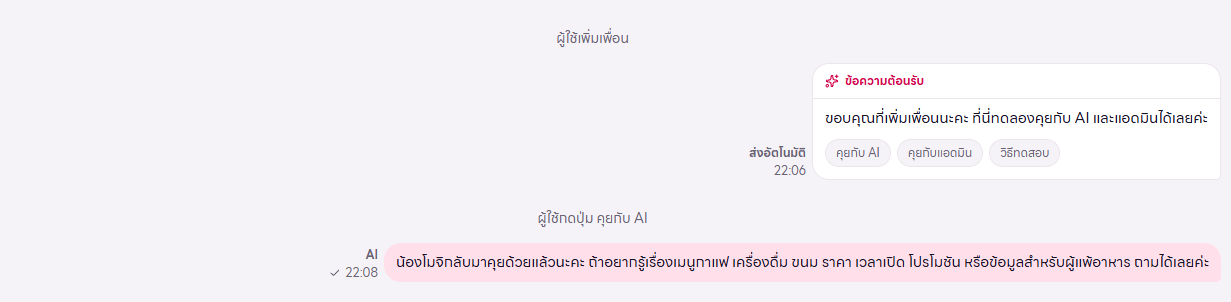 ผู้ใช้เพิ่มเพื่อน
ข้อความต้อนรับ
ขอบคุณที่เพิ่มเพื่อนนะคะ ที่นี่ทดลองคุยกับ AI และแอดมินได้เลยค่ะ
คุยกับ AI คุยกับแอดมิน วิธีทดสอบ
ส่งอัตโนมัติ
22:06
ผู้ใช้กดปุ่ม คุยกับ AI
AI
22:08
น้องโมจิกลับมาคุยด้วยแล้วนะคะ ถ้าอยากรู้เรื่องเมนูกาแฟ เครื่องดื่ม ขนม ราคา เวลาเปิด โปรโมชัน หรือข้อมูลสำหรับผู้แพ้อาหาร ถามได้เลยค่ะ